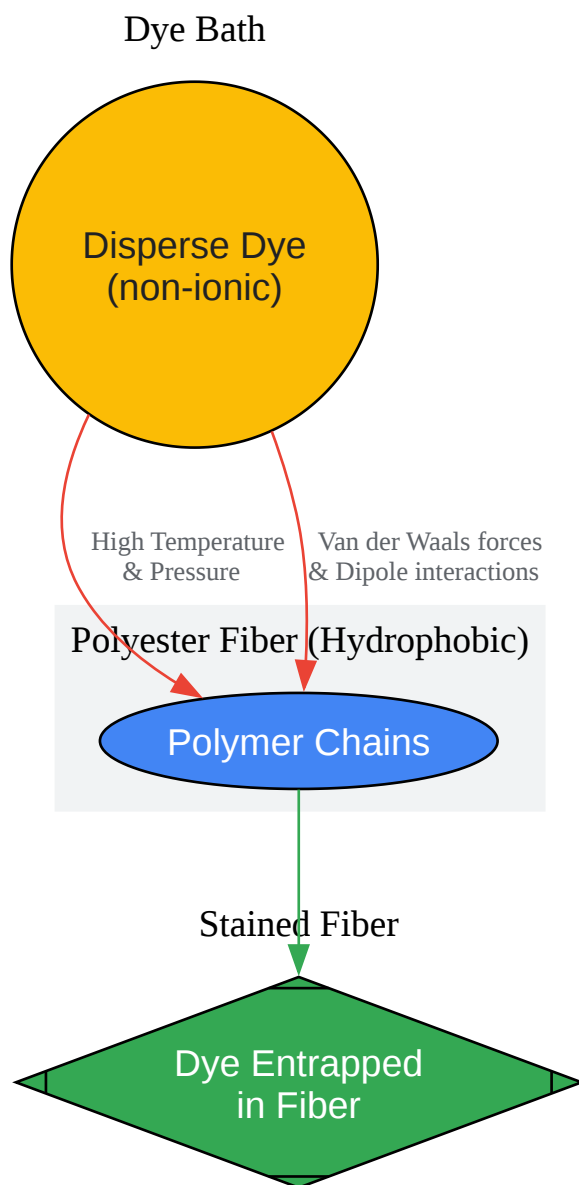 Dye Bath
Disperse Dye
(non-ionic)
High Temperature
& Pressure
Van der Waals forces
& Dipole interactions
Polyester Fiber (Hydrophobic)
Polymer Chains
Stained Fiber
Dye Entrapped
in Fiber